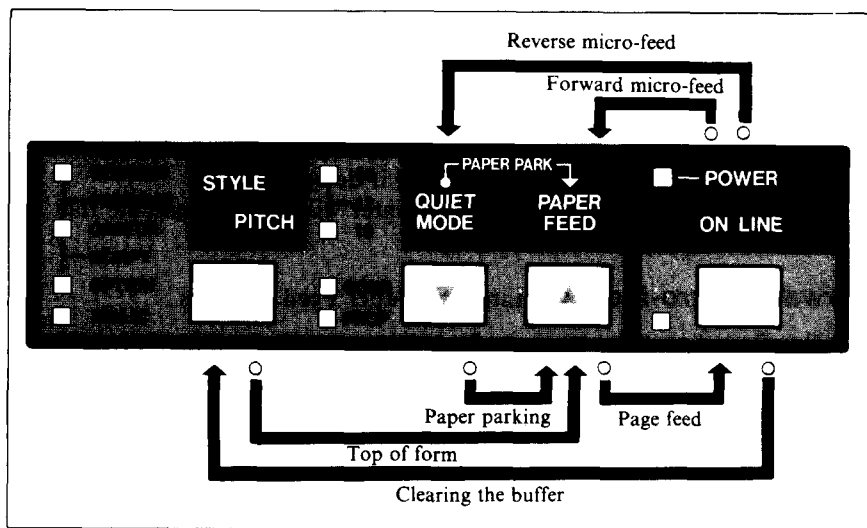 Reverse micro-feed
Forward micro-feed
PAPER PARK
STYLE
PITCH
QUIET
MODE
PAPER
FEED
POWER
ON LINE
Paper parking
Page feed
Top of form
Clearing the buffer